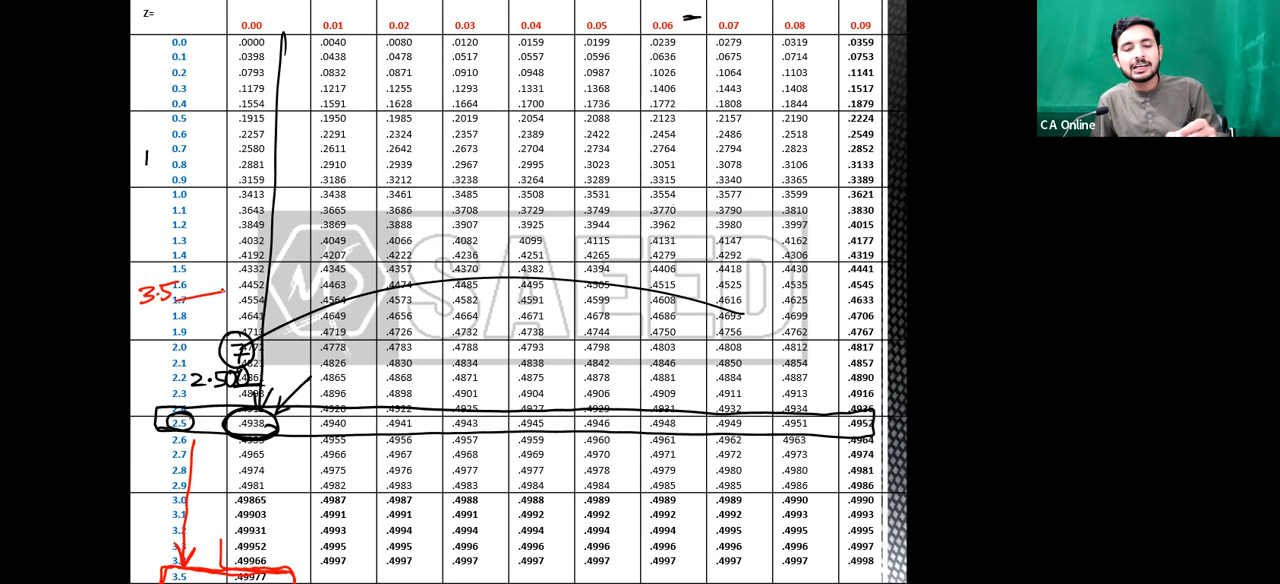 Z=
0.00 0.01 0.02 0.03 0.04 0.05 0.06 0.07 0.08 0.09
0.0 .0000 .0040 .0080 .0120 .0159 .0199 .0239 .0279 .0319 .0359
0.1 .0398 .0438 .0478 .0517 .0557 .0596 .0636 .0675 .0714 .0753
0.2 .0793 .0832 .0871 .0910 .0948 .0987 .1026 .1064 .1103 .1141
0.3 .1179 .1217 .1255 .1293 .1331 .1368 .1406 .1443 .1408 .1517
0.4 .1554 .1591 .1628 .1664 .1700 .1736 .1772 .1808 .1844 .1879
0.5 .1915 .1950 .1985 .2019 .2054 .2088 .2123 .2157 .2190 .2224
0.6 .2257 .2291 .2324 .2357 .2389 .2422 .2454 .2486 .2518 .2549
0.7 .2580 .2611 .2642 .2673 .2704 .2734 .2764 .2794 .2823 .2852
0.8 .2881 .2910 .2939 .2967 .2995 .3023 .3051 .3078 .3106 .3133
0.9 .3159 .3186 .3212 .3238 .3264 .3289 .3315 .3340 .3365 .3389
1.0 .3413 .3438 .3461 .3485 .3508 .3531 .3554 .3577 .3599 .3621
1.1 .3643 .3665 .3686 .3708 .3729 .3749 .3770 .3790 .3810 .3830
1.2 .3849 .3869 .3888 .3907 .3925 .3944 .3962 .3980 .3997 .4015
1.3 .4032 .4049 .4066 .4082 .4099 .4115 .4131 .4147 .4162 .4177
1.4 .4192 .4207 .4222 .4236 .4251 .4265 .4279 .4292 .4306 .4319
1.5 .4332 .4345 .4357 .4370 .4382 .4394 .4406 .4418 .4430 .4441
3.5 1.6 .4452 .4463 .4474 .4485 .4495 .4505 .4515 .4525 .4535 .4545
1.7 .4554 .4564 .4573 .4582 .4591 .4599 .4608 .4616 .4625 .4633
1.8 .4641 .4649 .4656 .4664 .4671 .4678 .4686 .4693 .4699 .4706
1.9 .4713 .4719 .4726 .4732 .4738 .4744 .4750 .4756 .4762 .4767
2.0 7 .4778 .4783 .4788 .4793 .4798 .4803 .4808 .4812 .4817
2.1 .4826 .4830 .4834 .4838 .4842 .4846 .4850 .4854 .4857
2.2 2.500 .4865 .4868 .4871 .4875 .4878 .4881 .4884 .4887 .4890
2.3 .4896 .4898 .4901 .4904 .4906 .4909 .4911 .4913 .4916
.4920 .4922 .4925 .4927 .4929 .4931 .4932 .4934 .4936
2.5 .4938 .4940 .4941 .4943 .4945 .4946 .4948 .4949 .4951 .4952
2.6 .4955 .4956 .4957 .4959 .4960 .4961 .4962 4963 .4964
2.7 .4965 .4966 .4967 .4968 .4969 .4970 .4971 .4972 .4973 .4974
2.8 .4974 .4975 .4976 .4977 .4977 .4978 .4979 .4980 .4980 .4981
2.9 .4981 .4982 .4983 .4983 .4984 .4984 .4985 .4985 .4986 .4986
3.0 .49865 .4987 .4987 .4988 .4988 .4989 .4989 .4989 .4990 .4990
3.1 .49903 .4991 .4991 .4991 .4992 .4992 .4992 .4992 .4993 .4993
3.2 .49931 .4993 .4994 .4994 .4994 .4994 .4994 .4995 .4995 .4995
.49952 .4995 .4995 .4996 .4996 .4996 .4996 .4996 .4996 .4997
.49966 .4997 .4997 .4997 .4997 .4997 .4997 .4997 .4997 .4998
3.5 .49977
MS SAEED
CA Online